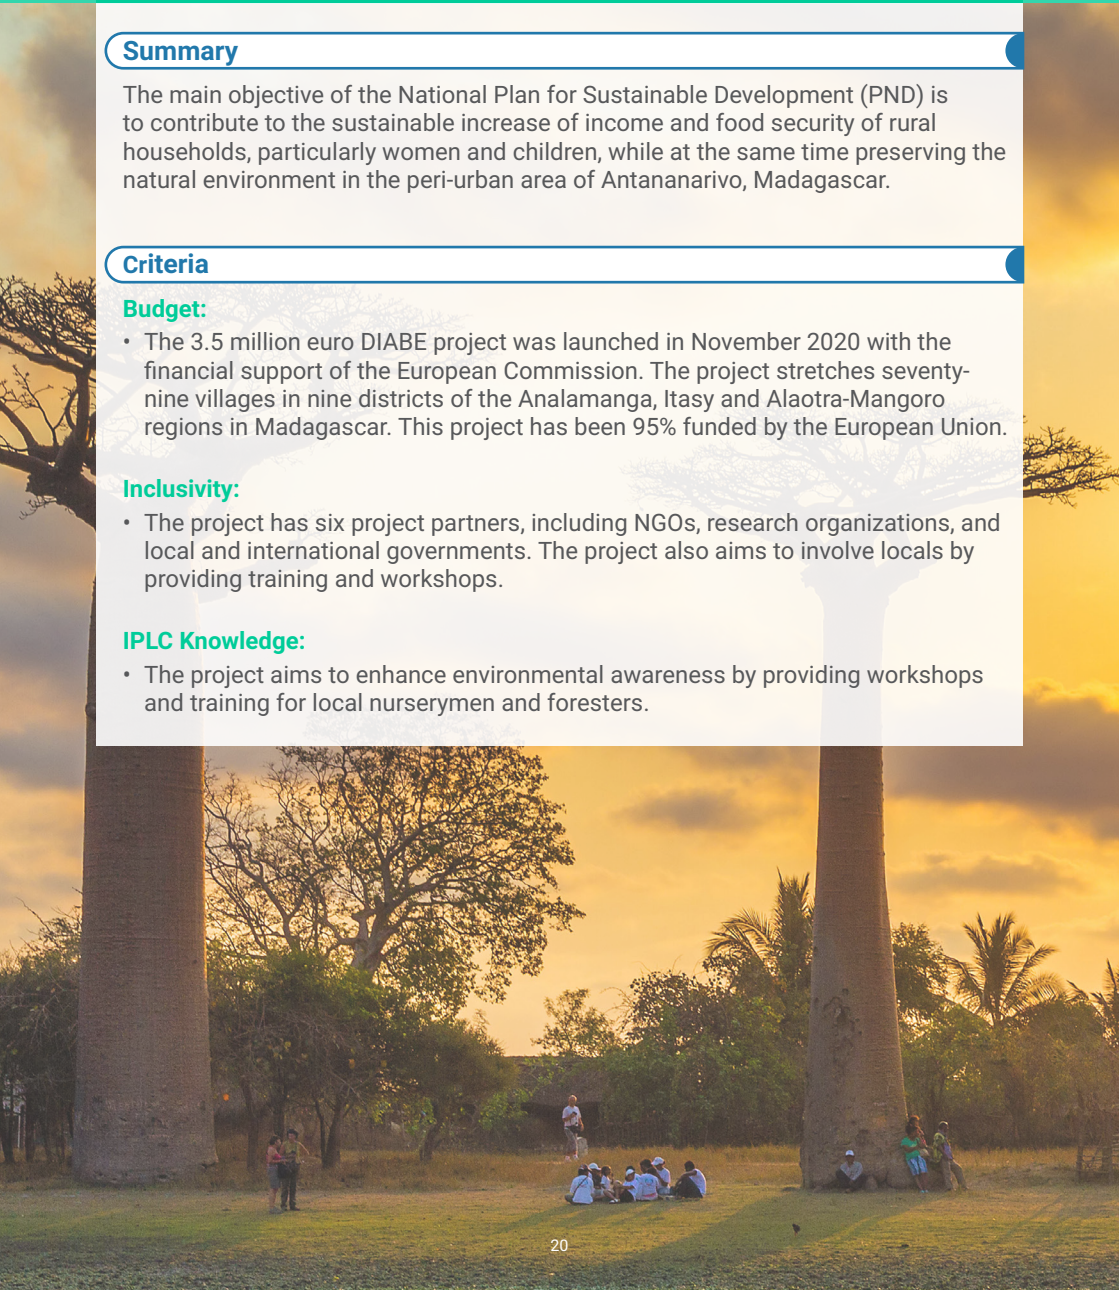 Summary
The main objective of the National Plan for Sustainable Development (PND) is
to contribute to the sustainable increase of income and food security of rural
households, particularly women and children, while at the same time preserving the
natural environment in the peri-urban area of Antananarivo, Madagascar.
Criteria
Budget:
• The 3.5 million euro DIABE project was launched in November 2020 with the
financial support of the European Commission. The project stretches seventy-
nine villages in nine districts of the Analamanga, Itasy and Alaotra-Mangoro
regions in Madagascar. This project has been 95% funded by the European Union.
Inclusivity:
• The project has six project partners, including NGOs, research organizations, and
local and international governments. The project also aims to involve locals by
providing training and workshops.
IPLC Knowledge:
• The project aims to enhance environmental awareness by providing workshops
and training for local nurserymen and foresters.
20